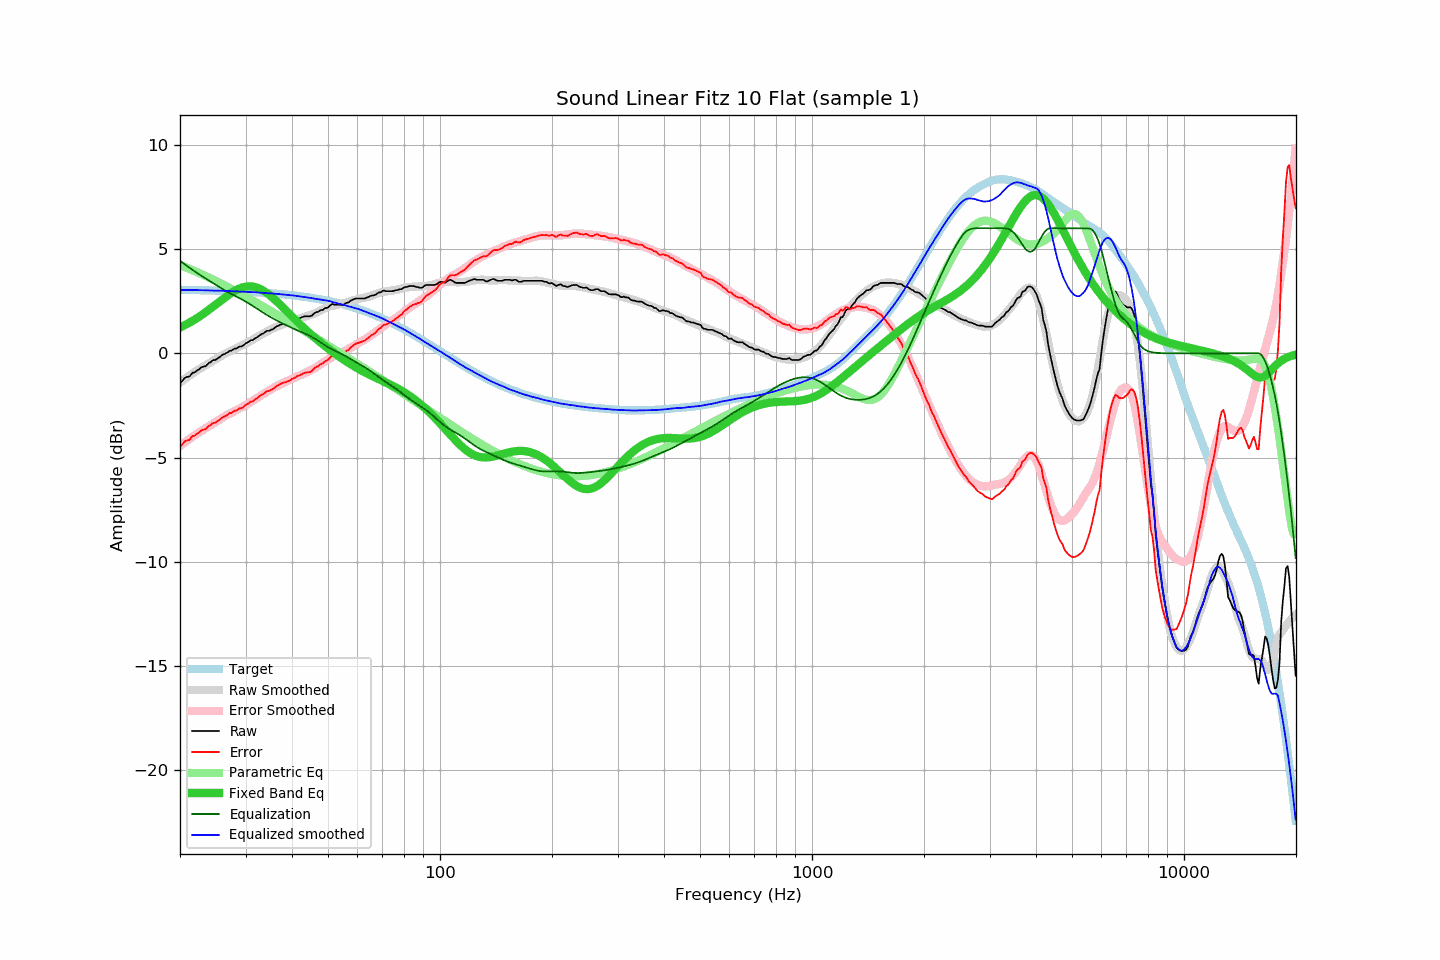 Sound Linear Fitz 10 Flat (sample 1)
10
5
0
−5
−10
−15
−20
Amplitude (dBr)
Target
Raw Smoothed
Error Smoothed
Raw
Error
Parametric Eq
Fixed Band Eq
Equalization
Equalized smoothed
100 1000 10000
Frequency (Hz)